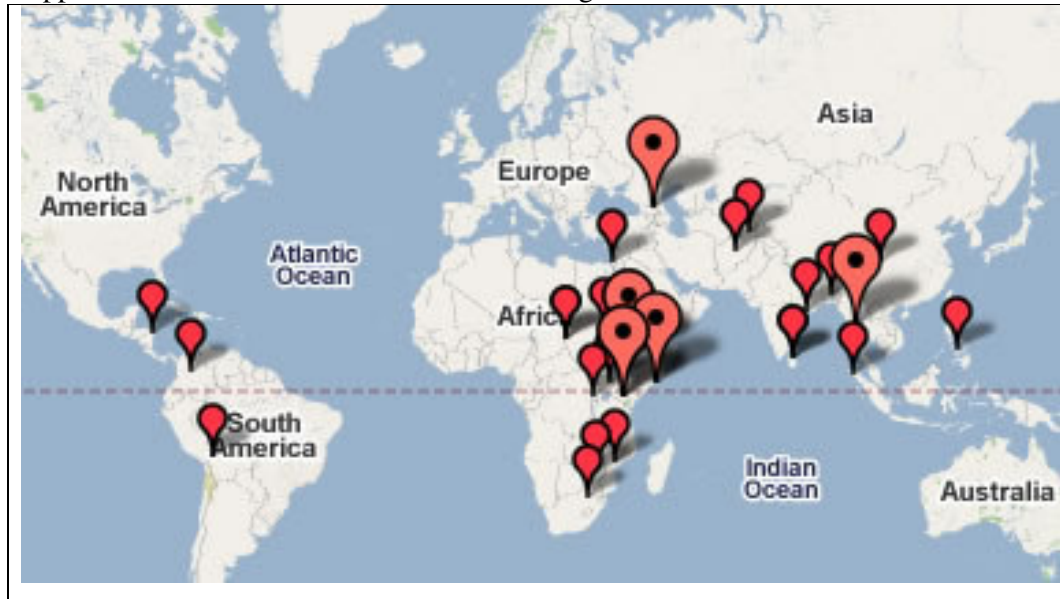 Asia
Europe
North
America
Atlantic
Ocean
Afric
South
America
Indian
Ocean
Australia